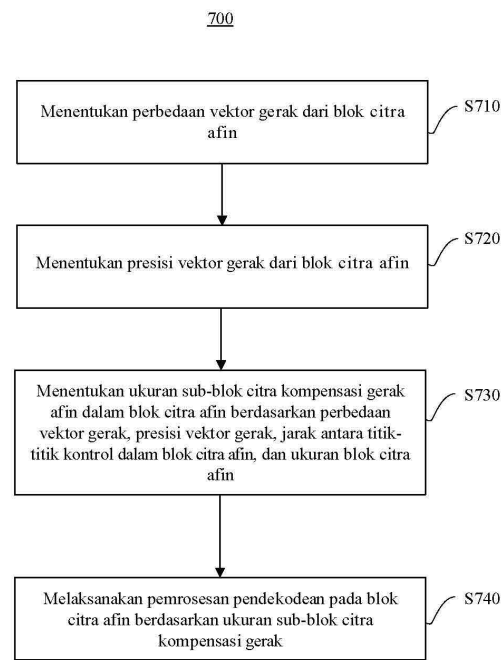 700
Menentukan perbedaan vektor gerak dari blok citra
afin
S710
Menentukan presisi vektor gerak dari blok citra afin
S720
Menentukan ukuran sub-blok citra kompensasi gerak
afin dalam blok citra afin berdasarkan perbedaan
vektor gerak, presisi vektor gerak, jarak antara titik-
titik kontrol dalam blok citra afin, dan ukuran blok citra
afin
S730
Melaksanakan pemrosesan pendekodean pada blok
citra afin berdasarkan ukuran sub-blok citra
kompensasi gerak
S740